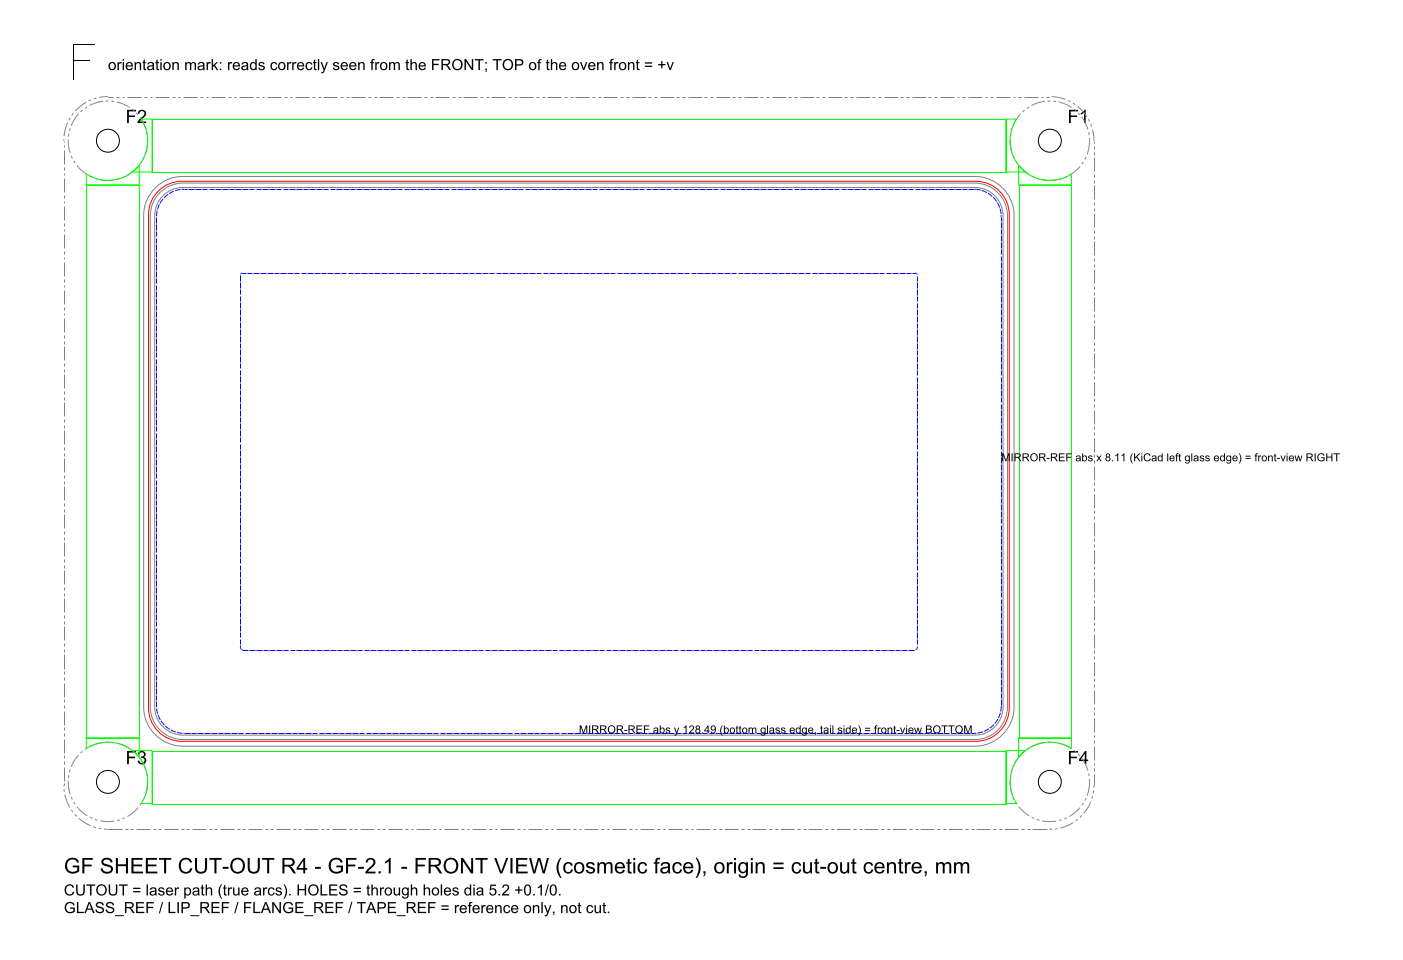 F orientation mark: reads correctly seen from the FRONT; TOP of the oven front = +v
F2
F1
MIRROR-REF abs x 8.11 (KiCad left glass edge) = front-view RIGHT
MIRROR-REF abs y 128.49 (bottom glass edge, tail side) = front-view BOTTOM
F3
F4
GF SHEET CUT-OUT R4 - GF-2.1 - FRONT VIEW (cosmetic face), origin = cut-out centre, mm
CUTOUT = laser path (true arcs). HOLES = through holes dia 5.2 +0.1/0.
GLASS_REF / LIP_REF / FLANGE_REF / TAPE_REF = reference only, not cut.